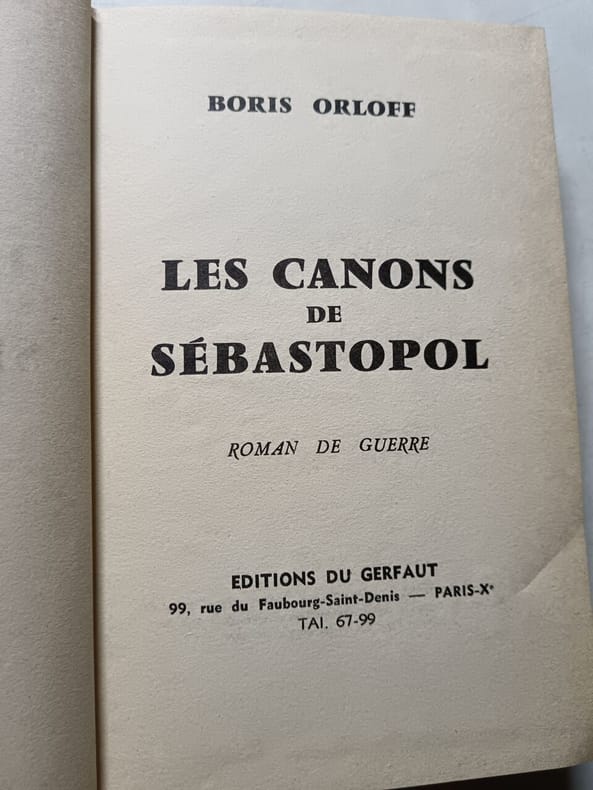 BORIS ORLOFF
LES CANONS
DE
SÉBASTOPOL
ROMAN DE GUERRE
EDITIONS DU GERFAUT
99, rue du Faubourg-Saint-Denis — PARIS-Xe
TAI. 67-99